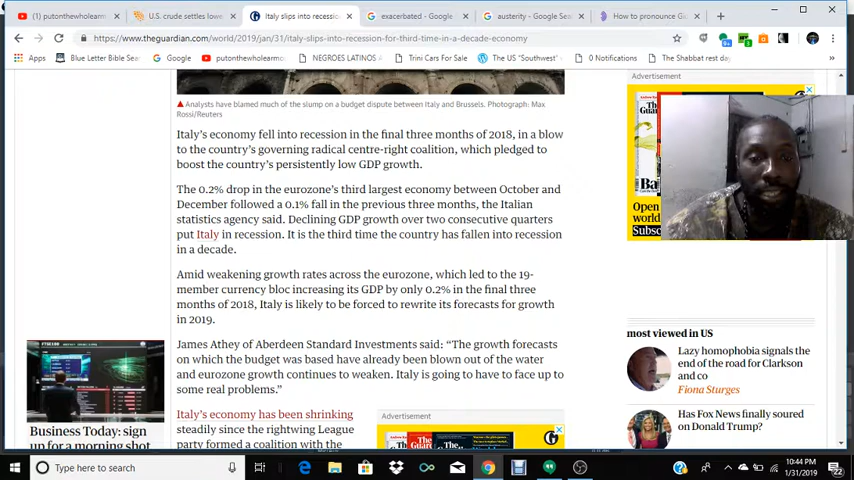 putonthewholearmo
U.S. crude settles lowe
Italy slips into recessio
exacerbated - Google
austerity - Google Sea
How to pronounce Gi
https://www.theguardian.com/world/2019/jan/31/italy-slips-into-recession-for-third-time-in-a-decade-economy
Apps
Blue Letter Bible Sea
Google
putonthewholearmo
NEGROES LATINOS A
Trini Cars For Sale
The US "Southwest"
0 Notifications
The Shabbat rest day
Analysts have blamed much of the slump on a budget dispute between Italy and Brussels. Photograph: Max
Rossi/Reuters
Italy's economy fell into recession in the final three months of 2018, in a blow
to the country's governing radical centre-right coalition, which pledged to
boost the country's persistently low GDP growth.
The 0.2% drop in the eurozone's third largest economy between October and
December followed a 0.1% fall in the previous three months, the Italian
statistics agency said. Declining GDP growth over two consecutive quarters
put Italy in recession. It is the third time the country has fallen into recession
in a decade.
Amid weakening growth rates across the eurozone, which led to the 19-
member currency bloc increasing its GDP by only 0.2% in the final three
months of 2018, Italy is likely to be forced to rewrite its forecasts for growth
in 2019.
James Athey of Aberdeen Standard Investments said: “The growth forecasts
on which the budget was based have already been blown out of the water
and eurozone growth continues to weaken. Italy is going to have to face up to
some real problems.”
Italy's economy has been shrinking
steadily since the rightwing League
party formed a coalition with the
Advertisement
Business Today: sign
up for a morning shot
Advertisement
Open
world
Subsc
most viewed in US
Lazy homophobia signals the
end of the road for Clarkson
and co
Fiona Sturges
Has Fox News finally soured
on Donald Trump?
Type here to search
10:44 PM
1/31/2019
22